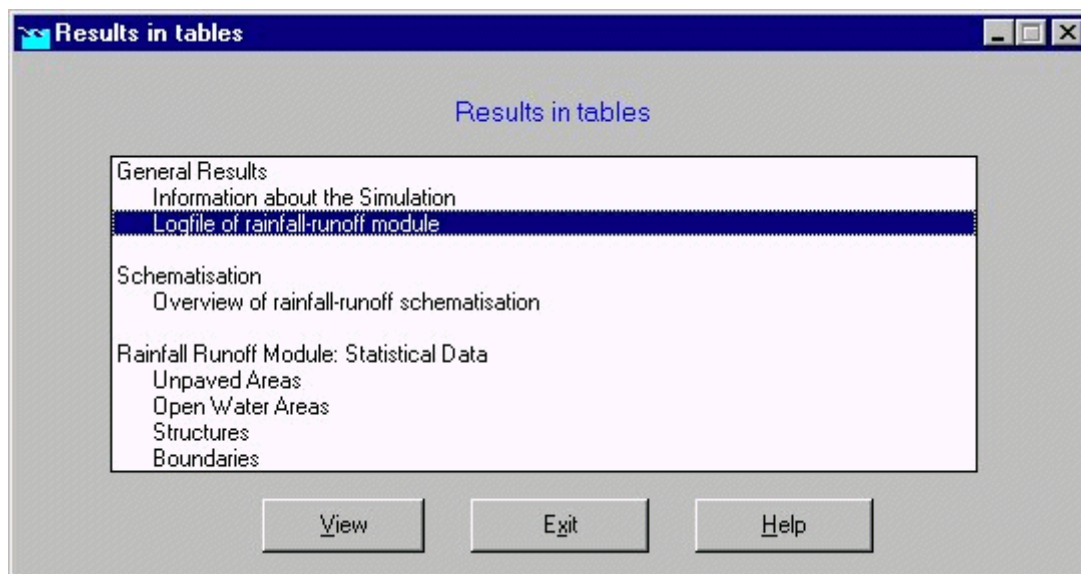 Results in tables
Results in tables
General Results
Information about the Simulation
Logfile of rainfall-runoff module
Schematisation
Overview of rainfall-runoff schematisation
Rainfall Runoff Module: Statistical Data
Unpaved Areas
Open Water Areas
Structures
Boundaries
View Exit Help